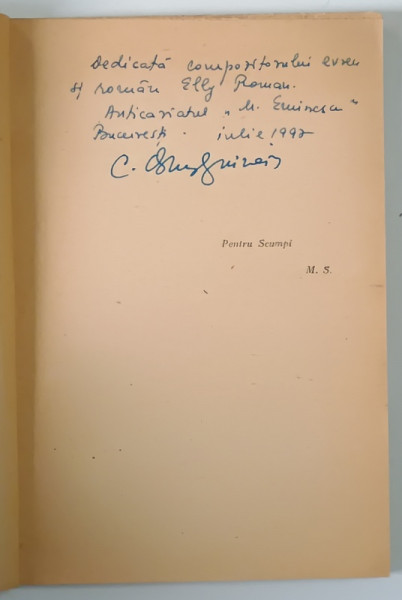 Dedicată compozitorului evreu
și român Elly Roman.
Anticariatul „M. Eminescu”
București. iulie 1997
C.
Pentru Scumpi
M. S.